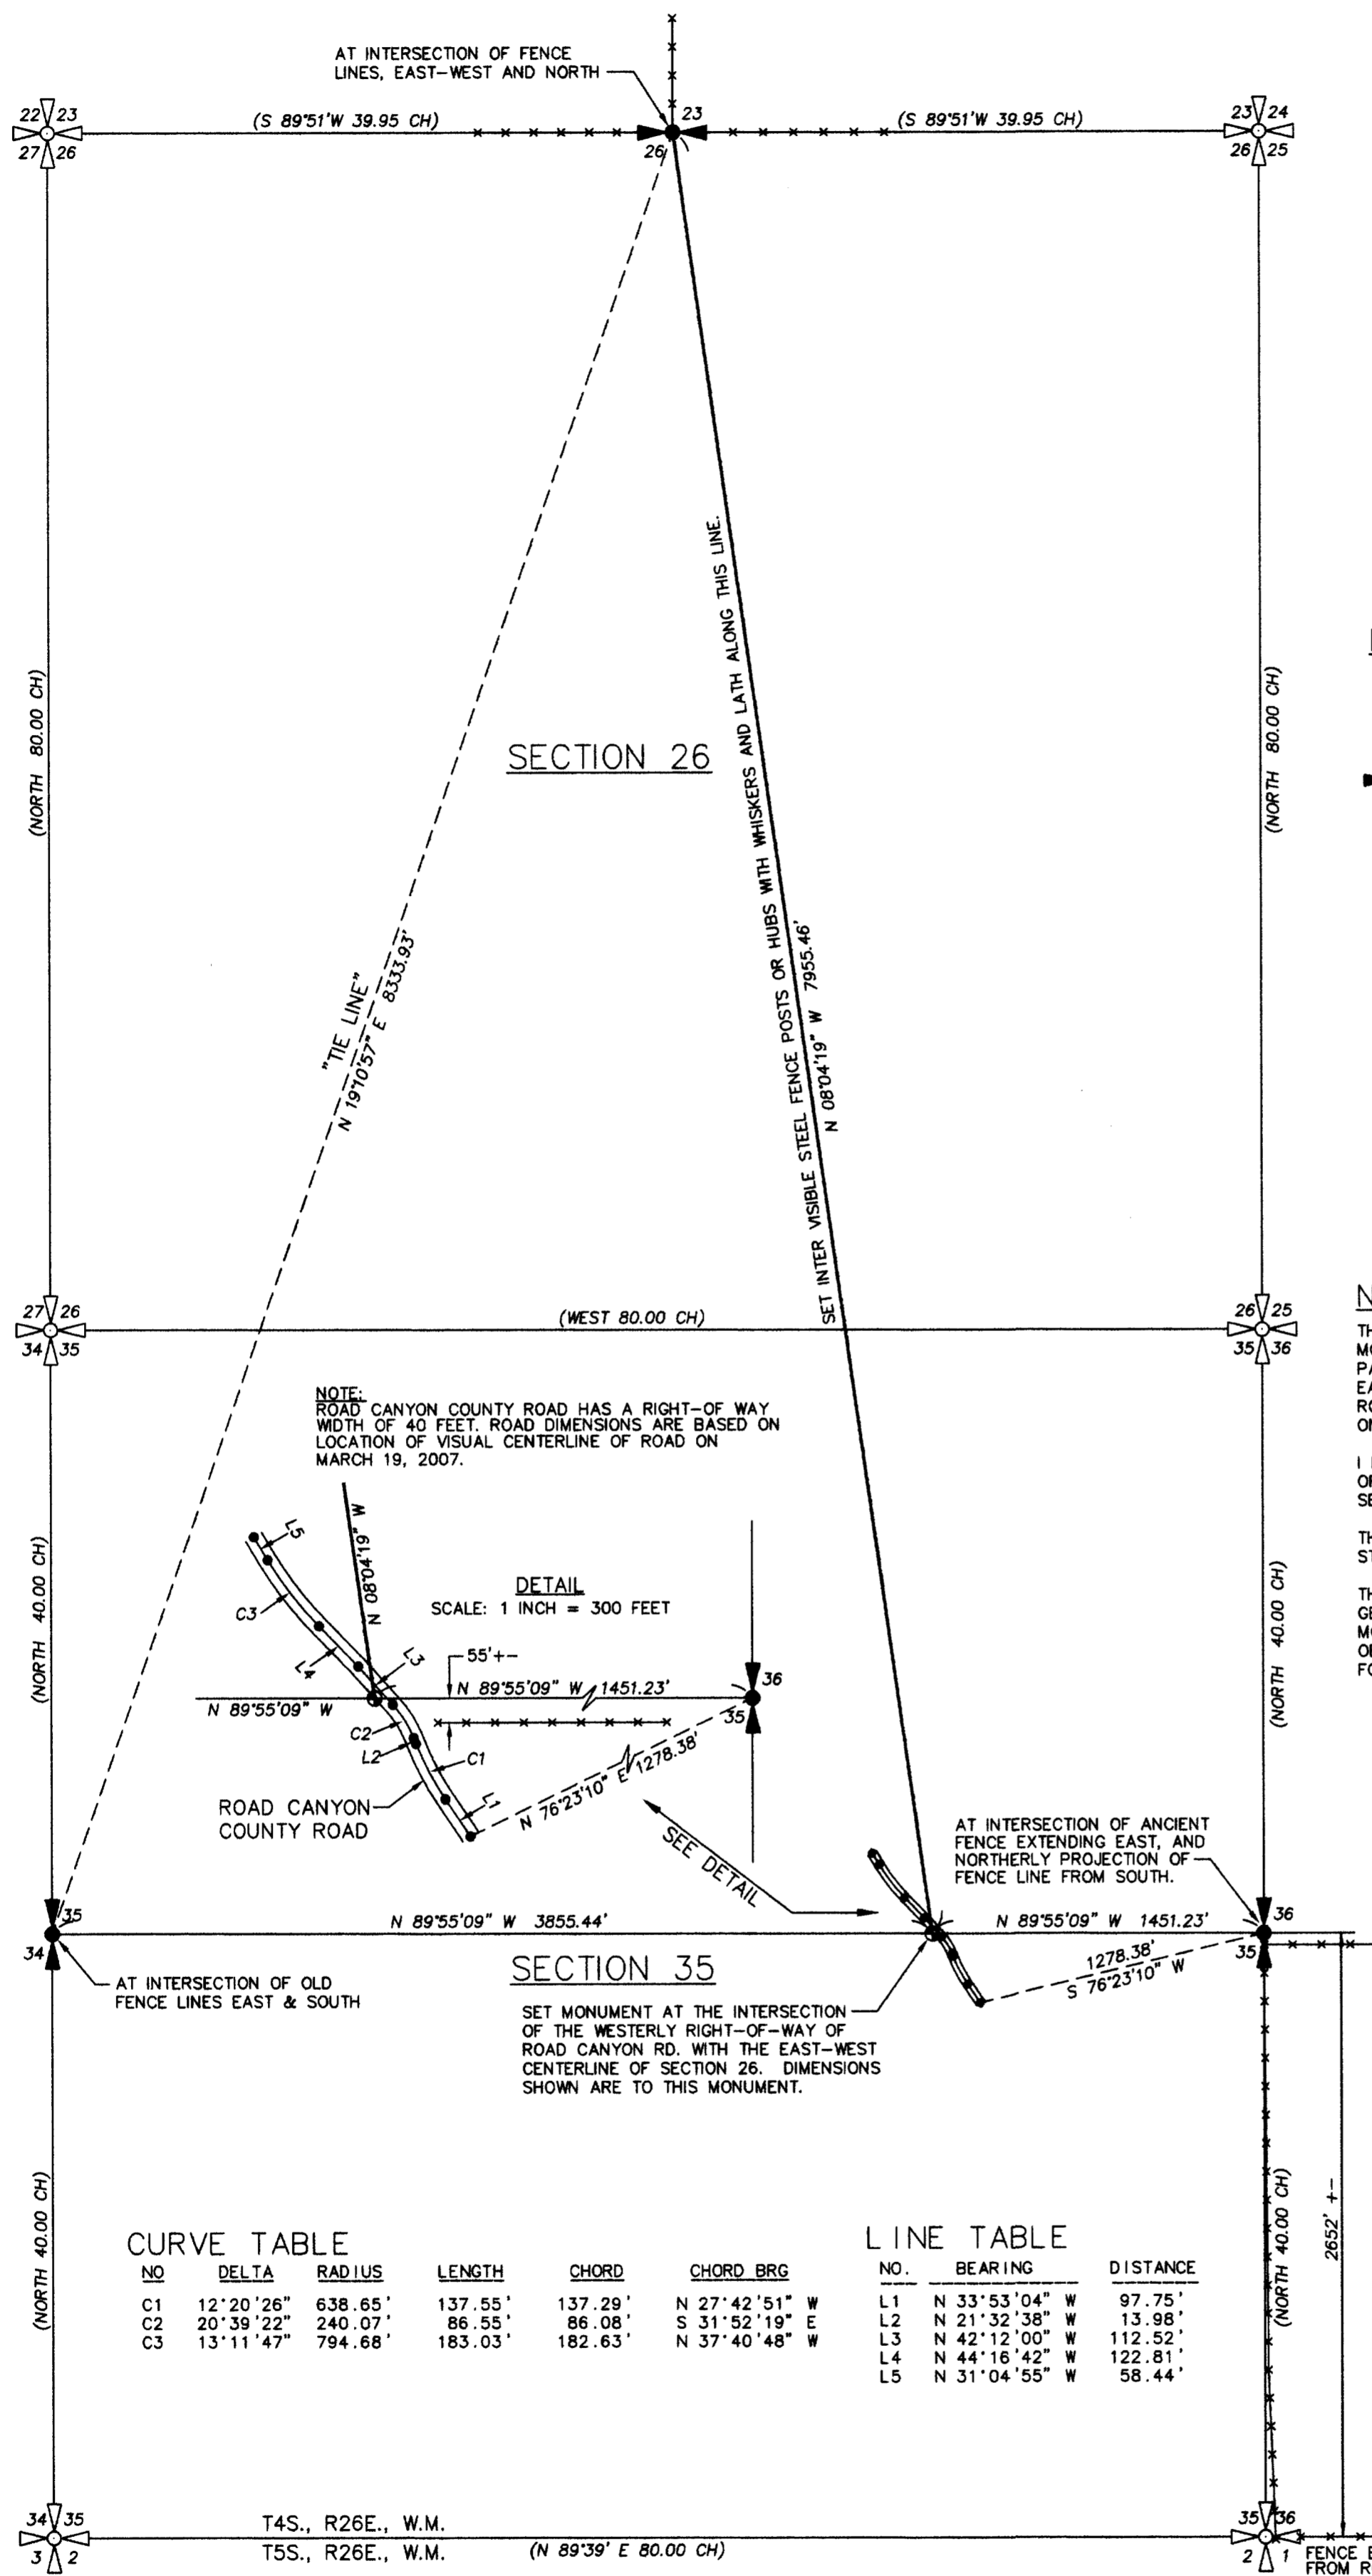 AT INTERSECTION OF FENCE
LINES, EAST-WEST AND NORTH
22 23
27 26
(S 89°51'W 39.95 CH)
23
26
(S 89°51'W 39.95 CH)
23 24
26 25
(NORTH 80.00 CH)
SECTION 26
(NORTH 80.00 CH)
"TIE LINE"
N 19°10'57" E 8333.93'
SET INTER VISIBLE STEEL FENCE POSTS OR HUBS WITH WHISKERS AND LATH ALONG THIS LINE.
N 08°04'19" W 7955.46'
27 26
34 35
(WEST 80.00 CH)
26 25
35 36
NOTE:
ROAD CANYON COUNTY ROAD HAS A RIGHT-OF WAY
WIDTH OF 40 FEET. ROAD DIMENSIONS ARE BASED ON
LOCATION OF VISUAL CENTERLINE OF ROAD ON
MARCH 19, 2007.
(NORTH 40.00 CH)
L5
N 08°04'19" W
DETAIL
SCALE: 1 INCH = 300 FEET
C3
L4
L3
55'+-
36
N 89°55'09" W
N 89°55'09" W 1451.23'
35
C2
L2
C1
L1
N 76°23'10" E 1278.38'
ROAD CANYON
COUNTY ROAD
(NORTH 40.00 CH)
SEE DETAIL
AT INTERSECTION OF ANCIENT
FENCE EXTENDING EAST, AND
NORTHERLY PROJECTION OF
FENCE LINE FROM SOUTH.
35
34
N 89°55'09" W 3855.44'
N 89°55'09" W 1451.23'
36
35
1278.38'
S 76°23'10" W
AT INTERSECTION OF OLD
FENCE LINES EAST & SOUTH
SECTION 35
SET MONUMENT AT THE INTERSECTION
OF THE WESTERLY RIGHT-OF-WAY OF
ROAD CANYON RD. WITH THE EAST-WEST
CENTERLINE OF SECTION 26. DIMENSIONS
SHOWN ARE TO THIS MONUMENT.
(NORTH 40.00 CH)
(NORTH 40.00 CH)
2652' +-
CURVE TABLE
NO DELTA RADIUS LENGTH CHORD CHORD BRG
C1 12°20'26" 638.65' 137.55' 137.29' N 27°42'51" W
C2 20°39'22" 240.07' 86.55' 86.08' S 31°52'19" E
C3 13°11'47" 794.68' 183.03' 182.63' N 37°40'48" W
LINE TABLE
NO. BEARING DISTANCE
L1 N 33°53'04" W 97.75'
L2 N 21°32'38" W 13.98'
L3 N 42°12'00" W 112.52'
L4 N 44°16'42" W 122.81'
L5 N 31°04'55" W 58.44'
34 35
3 2
T4S., R26E., W.M.
T5S., R26E., W.M.
(N 89°39' E 80.00 CH)
35 36
2 1
FENCE
FROM